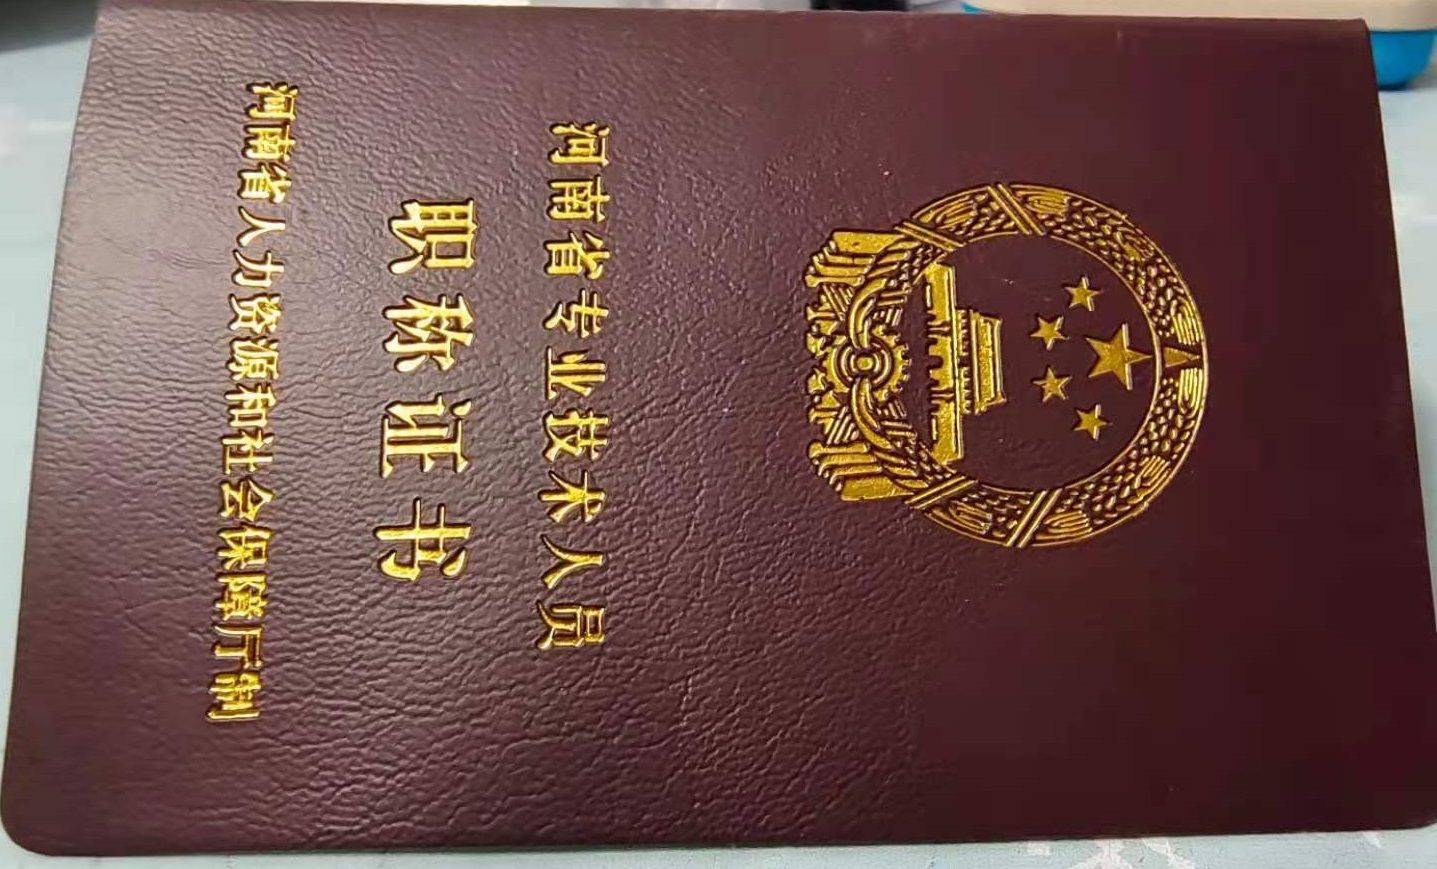 河南省专业技术人员
职称证书
河南省人力资源和社会保障厅制